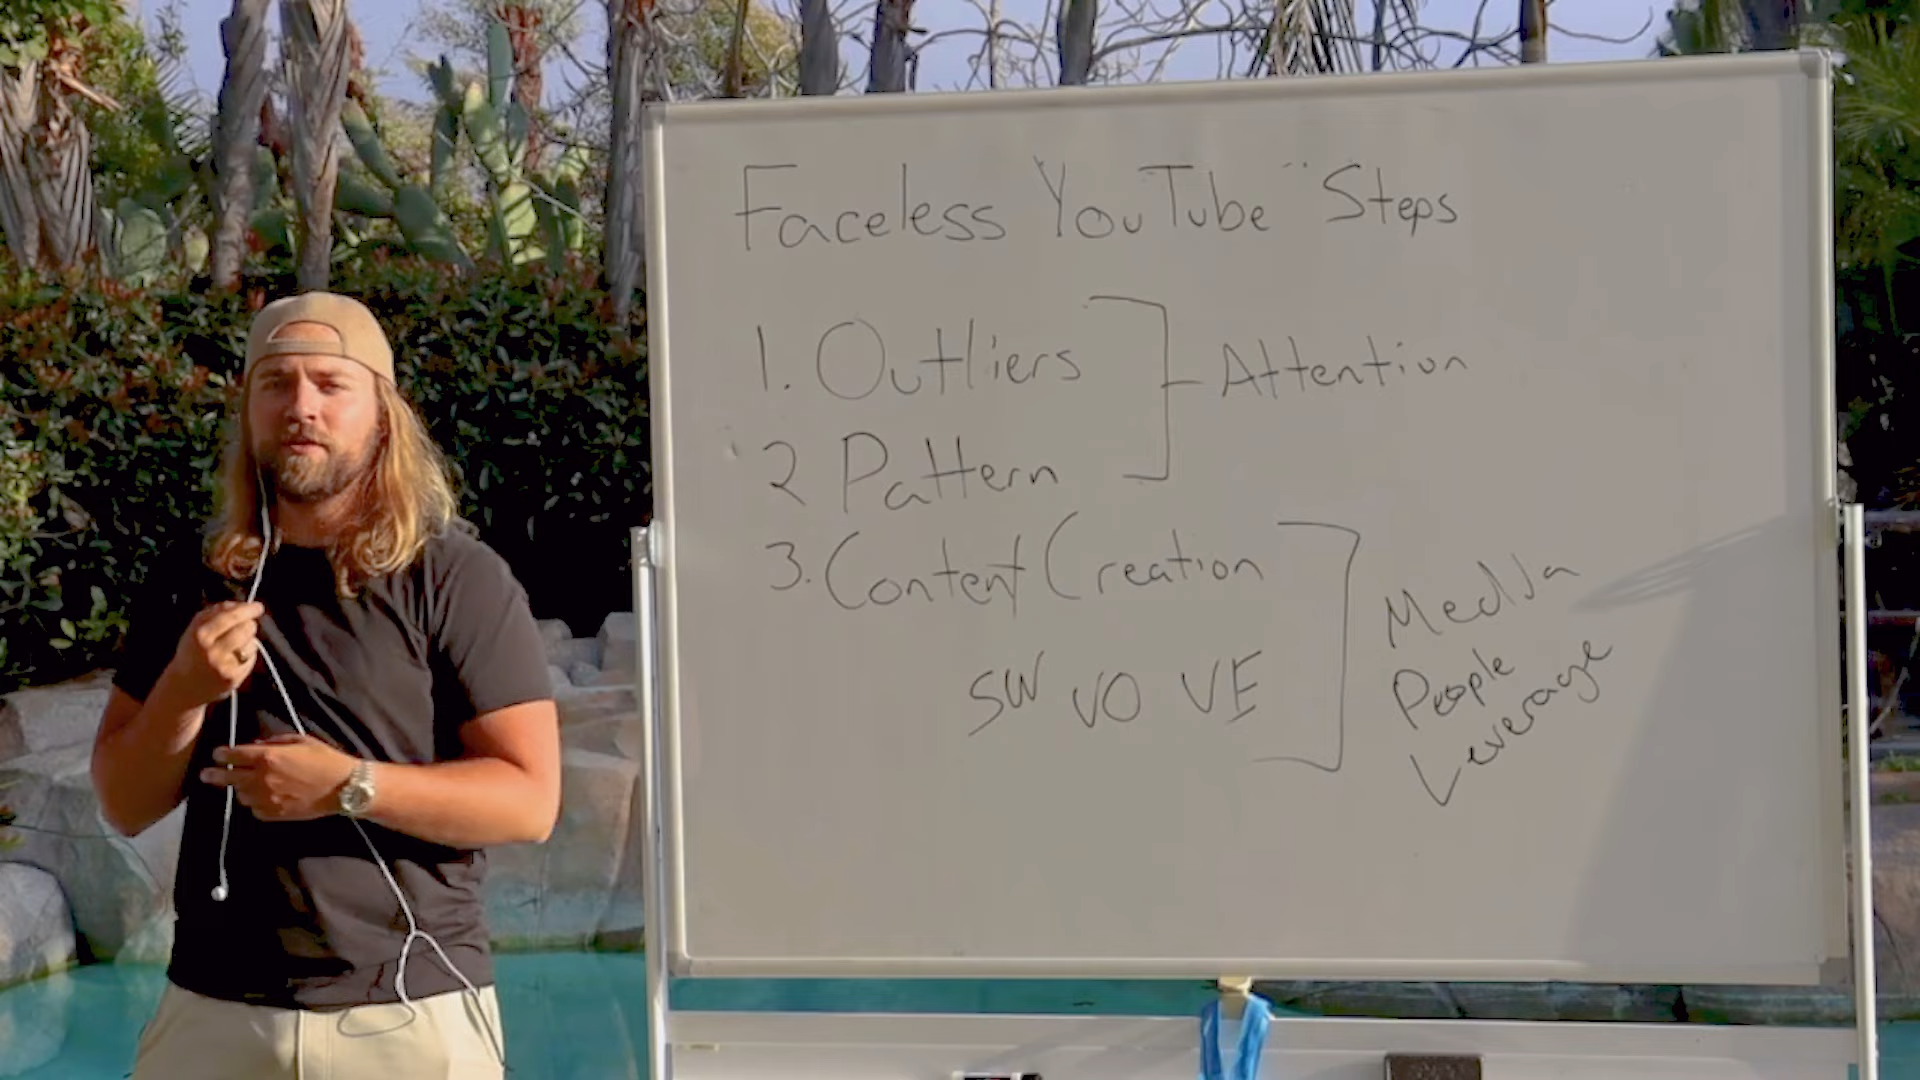 Faceless YouTube Steps
1. Outliers
Attention
2 Pattern
3. Content Creation
Media
People
Leverage
SW VO VE